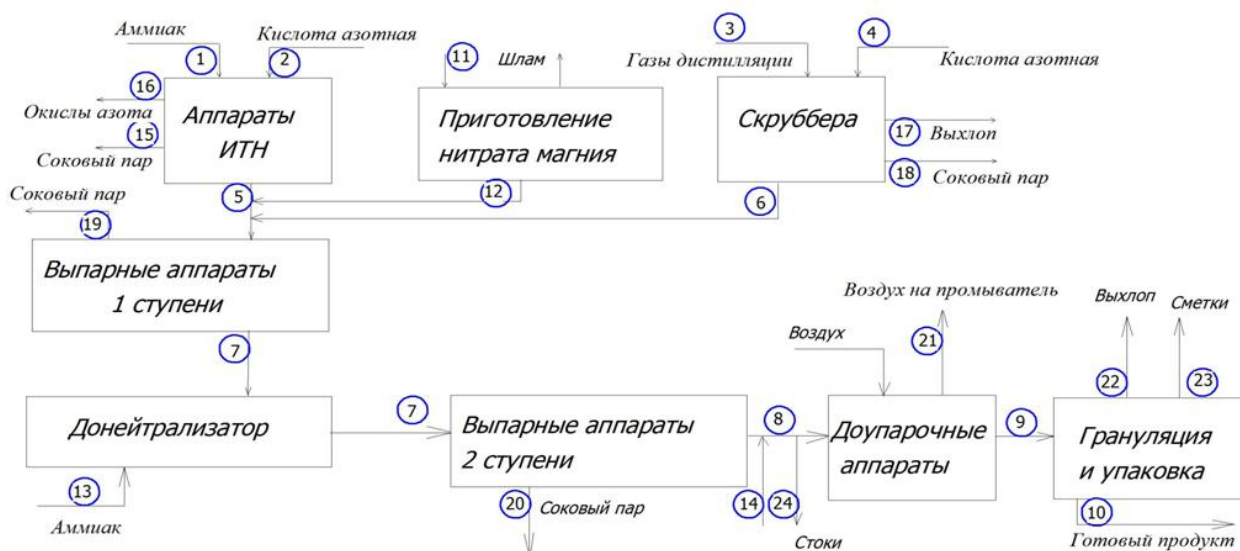 Аммиак
1
2
Кислота азотная
16
Окислы азота
15
Соковый пар
Аппараты
ИТН
5
11
Шлам
Приготовление
нитрата магния
12
3
Газы дистилляции
4
Кислота азотная
Скруббера
17
Выхлоп
18
Соковый пар
6
Соковый пар
19
Выпарные аппараты
1 ступени
7
Донейтрализатор
13
Аммиак
7
Выпарные аппараты
2 ступени
20
Соковый пар
8
14
24
Стоки
Воздух
Воздух на промыватель
21
Доупарочные
аппараты
9
Выхлоп
22
Сметки
23
Грануляция
и упаковка
10
Готовый продукт